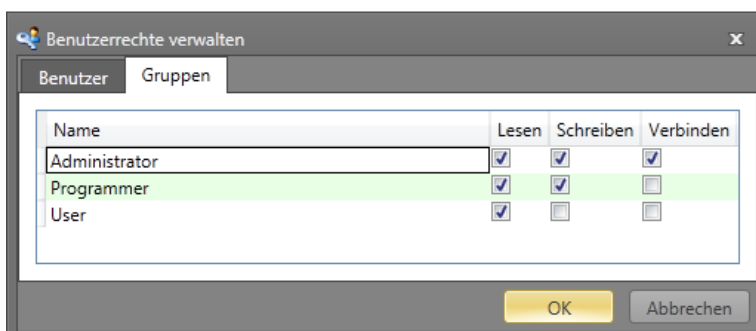 Benutzerrechte verwalten
Benutzer Gruppen
Name Lesen Schreiben Verbinden
Administrator
Programmer
User
OK Abbrechen